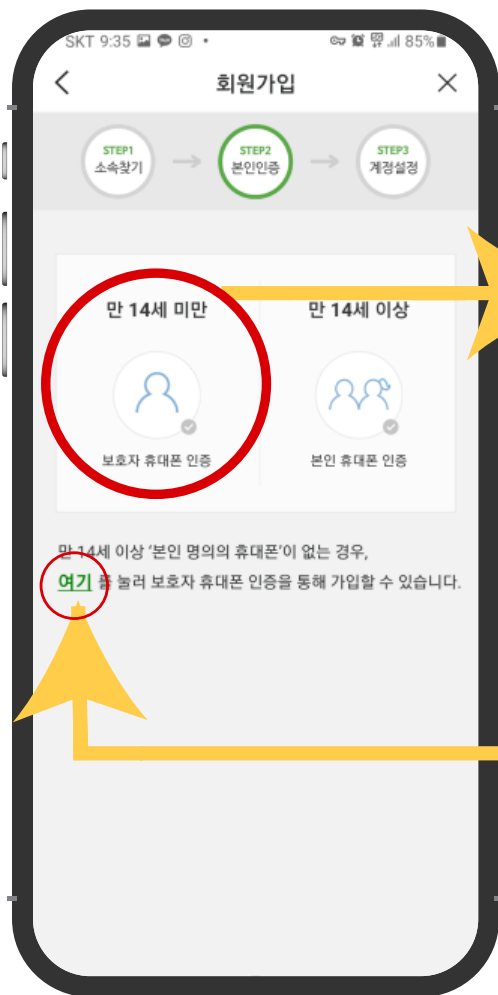 SKT 9:35
85%
회원가입
STEP1
소속찾기
STEP2
본인인증
STEP3
계정설정
만 14세 미만
만 14세 이상
보호자 휴대폰 인증
본인 휴대폰 인증
만 14세 이상 '본인 명의의 휴대폰'이 없는 경우,
여기 를 눌러 보호자 휴대폰 인증을 통해 가입할 수 있습니다.